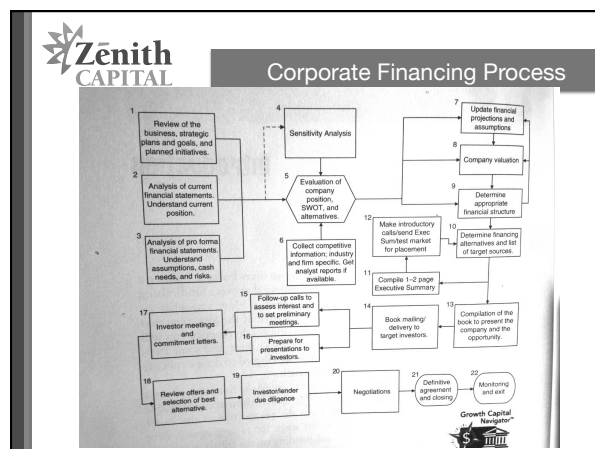 Zēnith
CAPITAL
Corporate Financing Process
1
Review of the
business, strategic
plans and goals, and
planned initiatives.
2
Analysis of current
financial statements.
Understand current
position.
3
Analysis of pro forma
financial statements.
Understand
assumptions, cash
needs, and risks.
4
Sensitivity Analysis
5
Evaluation of
company
position,
SWOT, and
alternatives.
6
Collect competitive
information; industry
and firm specific. Get
analyst reports if
available.
7
Update financial
projections and
assumptions
8
Company valuation
9
Determine
appropriate
financial structure
10
Determine financing
alternatives and list
of target sources.
11
Compile 1–2 page
Executive Summary
12
Make introductory
calls/send Exec
Sum/test market
for placement
13
Compilation of the
book to present the
company and the
opportunity.
14
Book mailing/
delivery to
target investors.
15
Follow-up calls to
assess interest and
to set preliminary
meetings.
16
Prepare for
presentations to
investors.
17
Investor meetings
and
commitment letters.
18
Review offers and
selection of best
alternative.
19
Investor/lender
due diligence
20
Negotiations
21
Definitive
agreement
and closing
22
Monitoring
and exit
Growth Capital
Navigator™
$